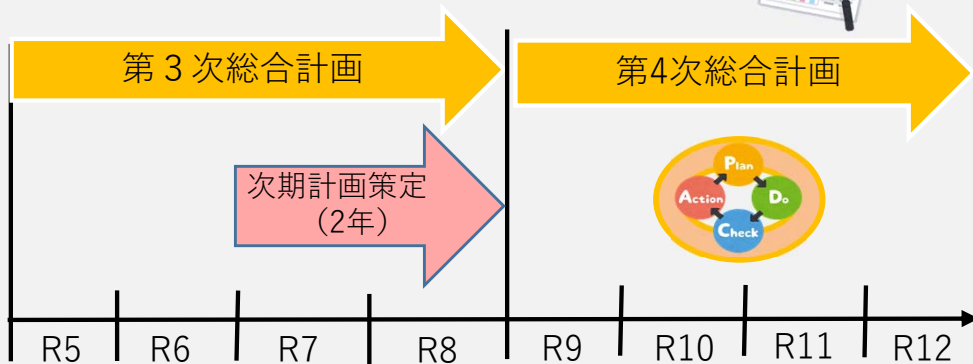 第３次総合計画
第4次総合計画
次期計画策定
（2年）
Plan
Do
Check
Action
R5
R6
R7
R8
R9
R10
R11
R12